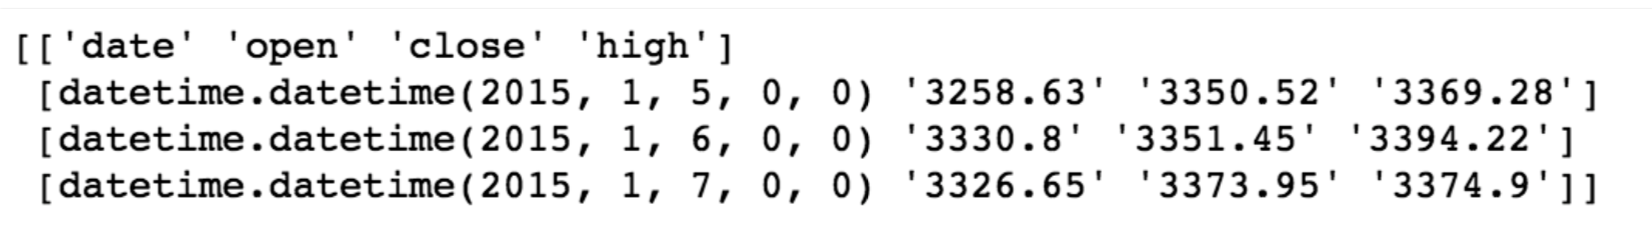 [['date' 'open' 'close' 'high']
 [datetime.datetime(2015, 1, 5, 0, 0) '3258.63' '3350.52' '3369.28']
 [datetime.datetime(2015, 1, 6, 0, 0) '3330.8' '3351.45' '3394.22']
 [datetime.datetime(2015, 1, 7, 0, 0) '3326.65' '3373.95' '3374.9']]